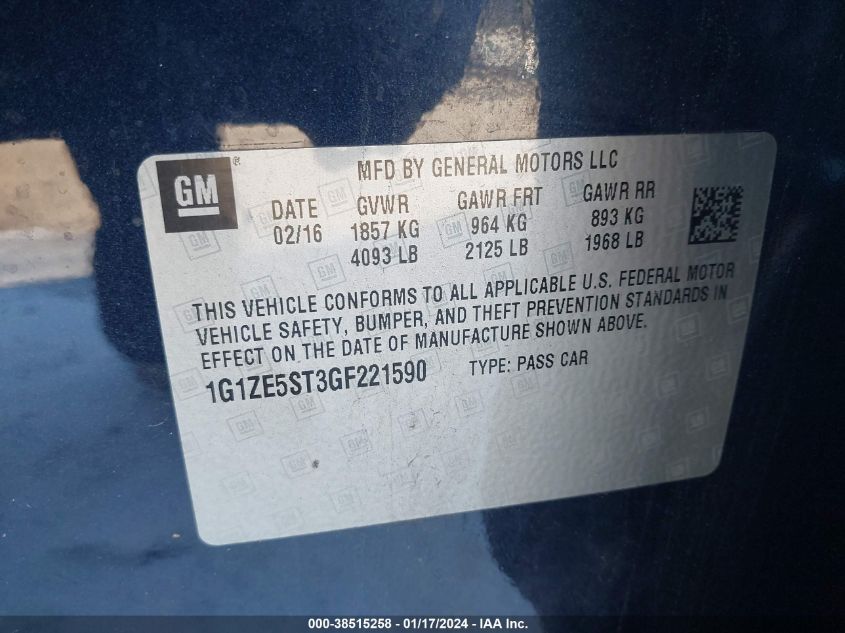 GM ®
MFD BY GENERAL MOTORS LLC
DATE GVWR GAWR FRT GAWR RR
02/16 1857 KG 964 KG 893 KG
4093 LB 2125 LB 1968 LB
THIS VEHICLE CONFORMS TO ALL APPLICABLE U.S. FEDERAL MOTOR
VEHICLE SAFETY, BUMPER, AND THEFT PREVENTION STANDARDS IN
EFFECT ON THE DATE OF MANUFACTURE SHOWN ABOVE.
1G1ZE5ST3GF221590 TYPE: PASS CAR
000-38515258 - 01/17/2024 - IAA Inc.